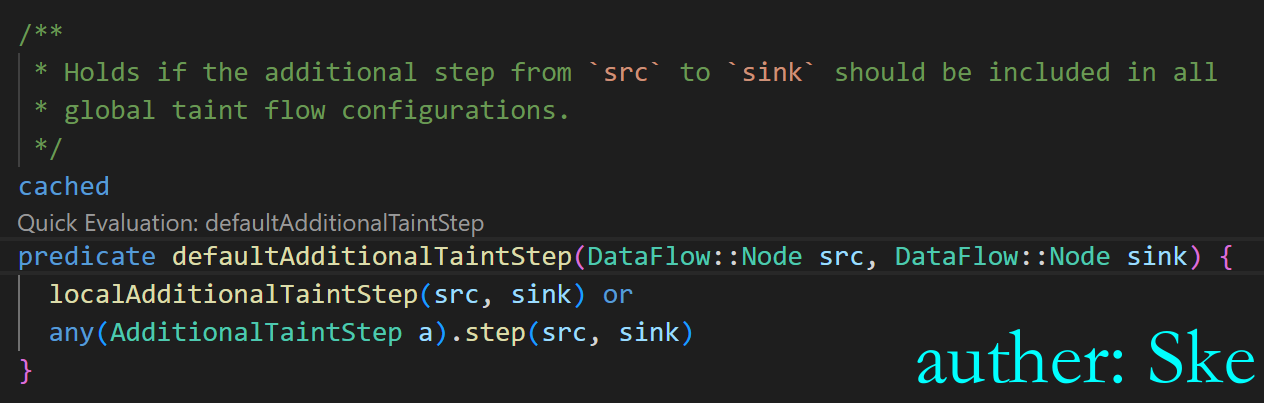 /**
 * Holds if the additional step from `src` to `sink` should be included in all
 * global taint flow configurations.
 */
cached
Quick Evaluation: defaultAdditionalTaintStep
predicate defaultAdditionalTaintStep(DataFlow::Node src, DataFlow::Node sink) {
  localAdditionalTaintStep(src, sink) or
  any(AdditionalTaintStep a).step(src, sink)
}
auther: Ske